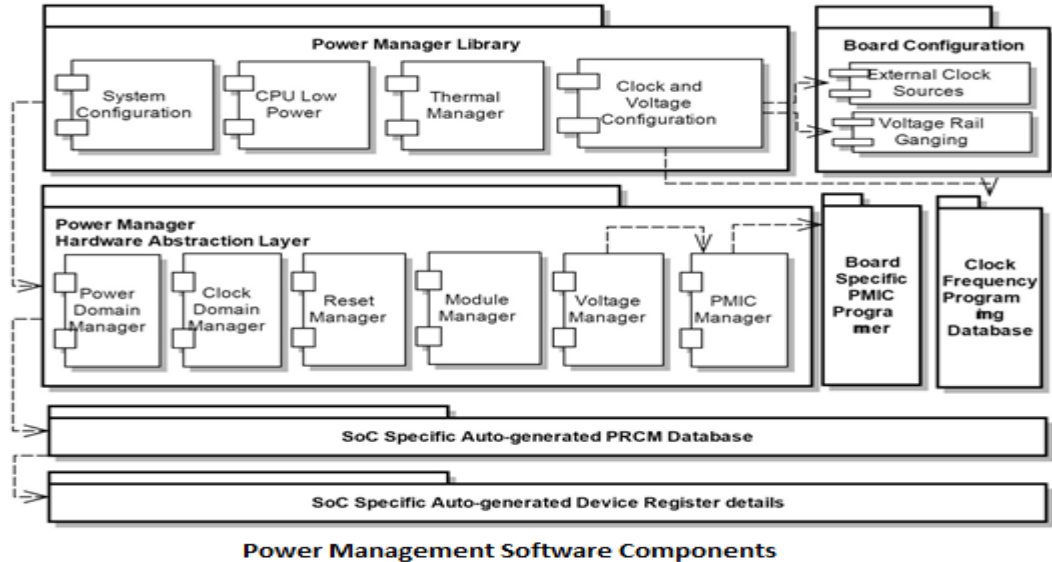 Power Manager Library
System
Configuration
CPU Low
Power
Thermal
Manager
Clock and
Voltage
Configuration
Board Configuration
External Clock
Sources
Voltage Rail
Ganging
Power Manager
Hardware Abstraction Layer
Power
Domain
Manager
Clock
Domain
Manager
Reset
Manager
Module
Manager
Voltage
Manager
PMIC
Manager
Board
Specific
PMIC
Progra
mmer
Clock
Frequency
Program
ming
Database
SoC Specific Auto-generated PRCM Database
SoC Specific Auto-generated Device Register details
Power Management Software Components